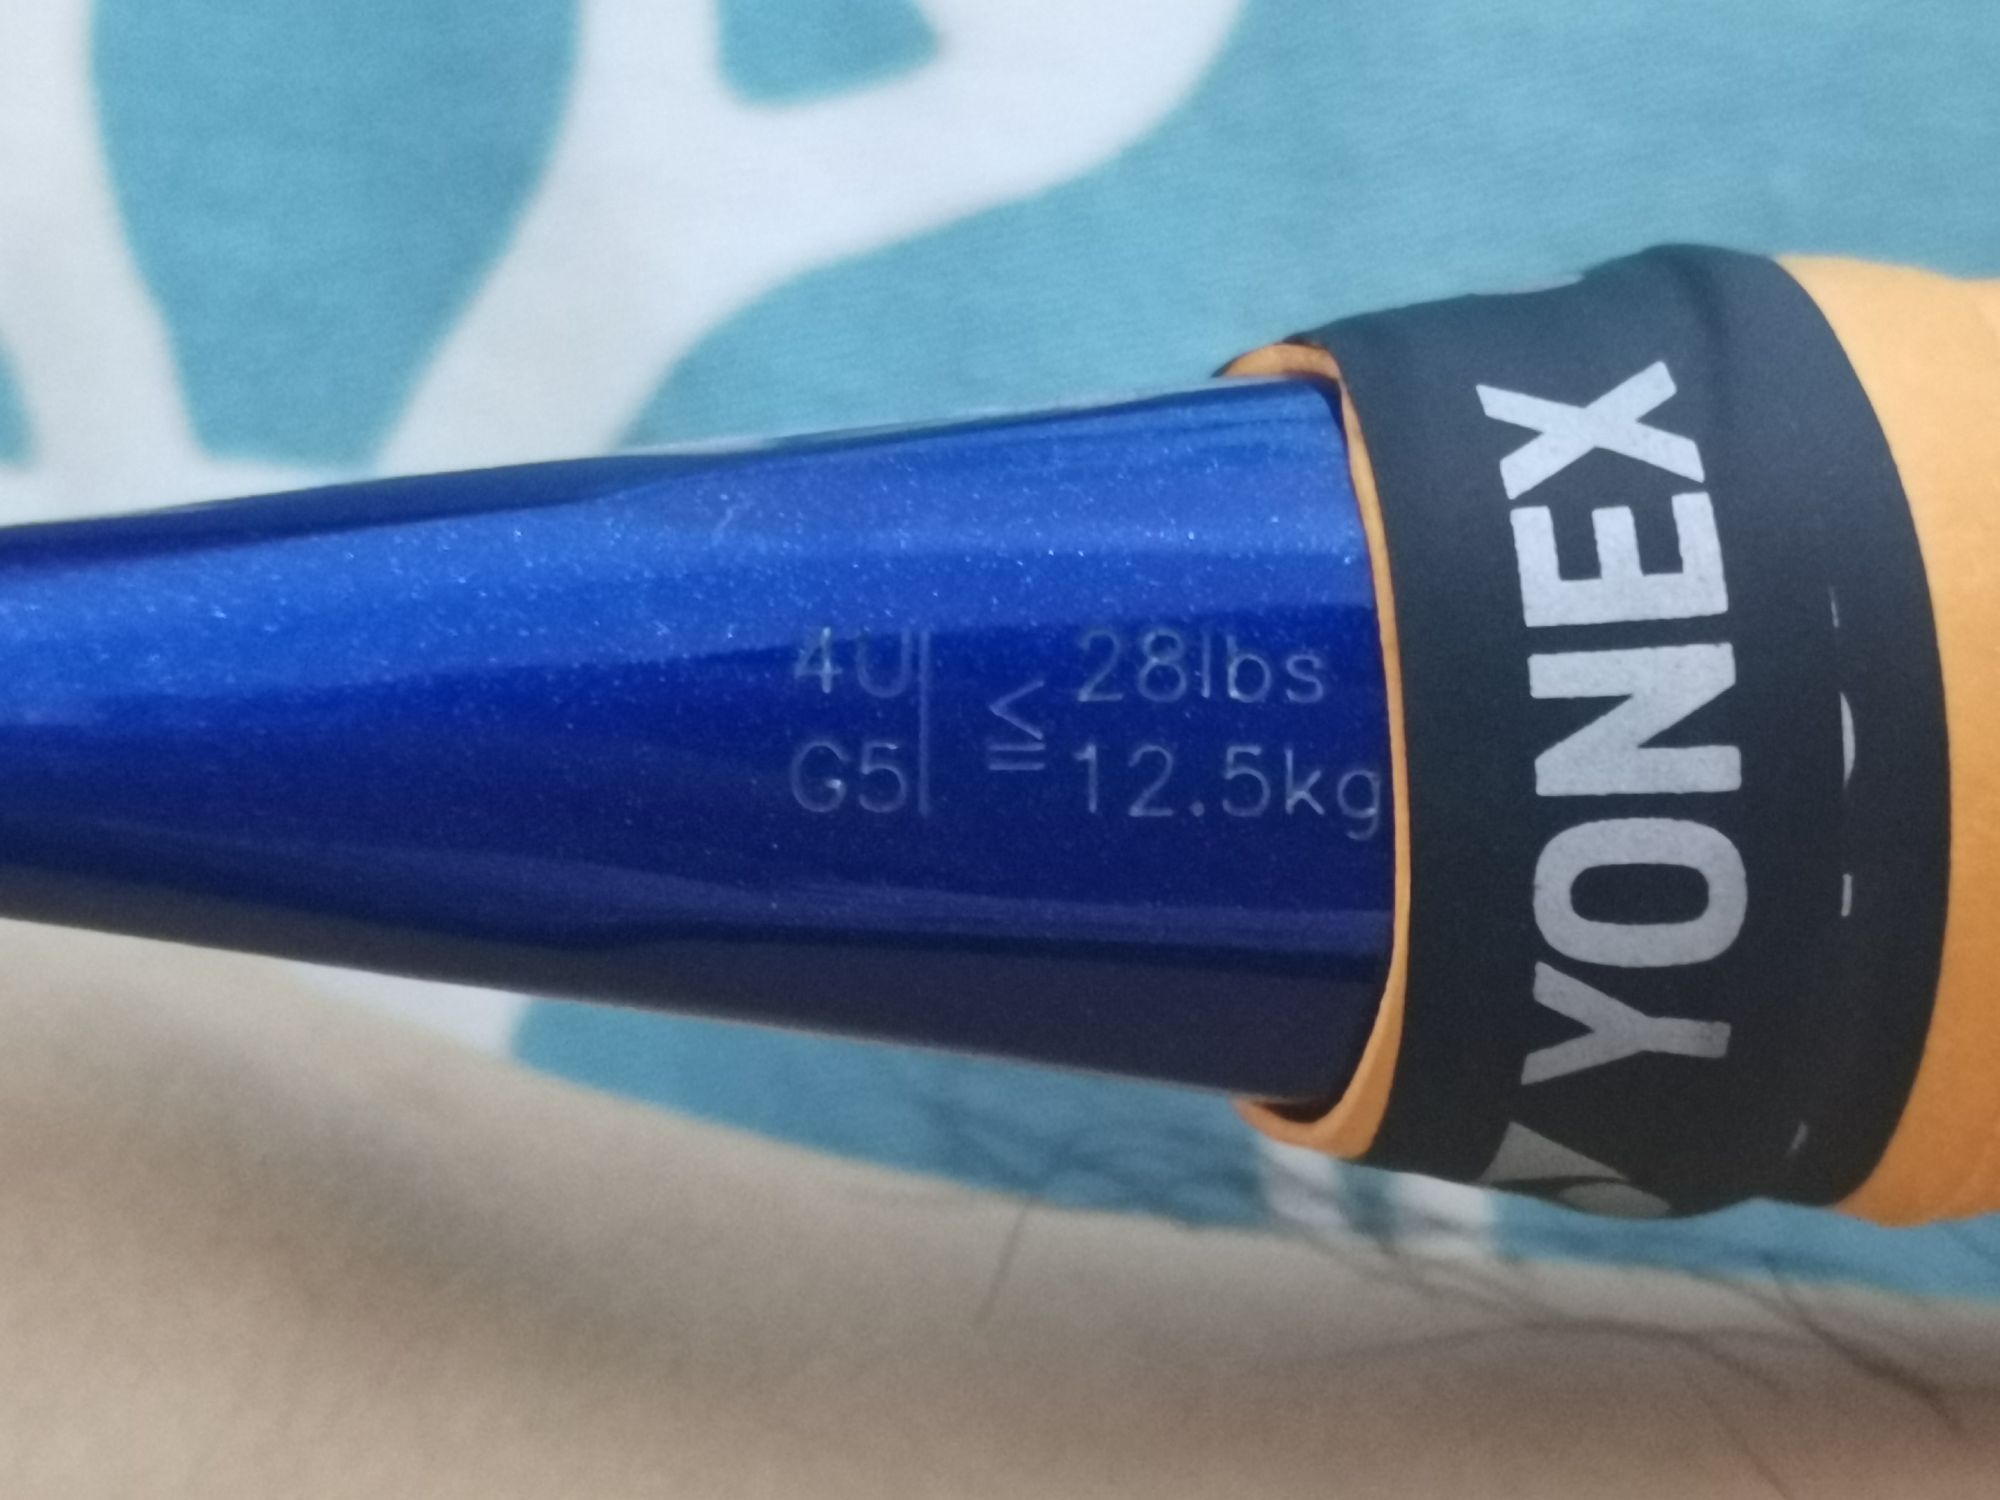 4U
G5
≦
28lbs
12.5kg
YONEX